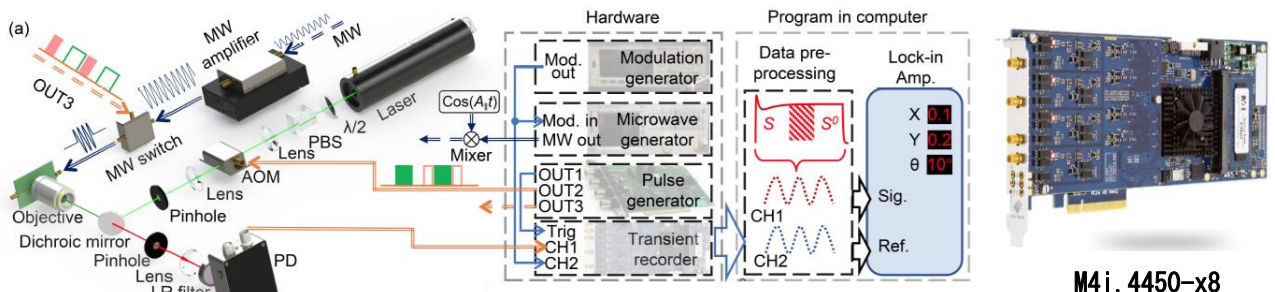 (a)
MW
amplifier
MW
OUT3
MW switch
Laser
λ/2
PBS
Lens
AOM
Lens
Pinhole
Objective
Dichroic mirror
Pinhole
Lens
LP filter
PD
Hardware
Mod.
out
Modulation
generator
Cos(A∥t)
Mixer
Mod. in
MW out
Microwave
generator
OUT1
OUT2
OUT3
Pulse
generator
Trig
CH1
CH2
Transient
recorder
Program in computer
Data pre-
processing
S
S⁰
CH1
CH2
Lock-in
Amp.
X 0.1
Y 0.2
θ 10°
Sig.
Ref.
M4i.4450-x8